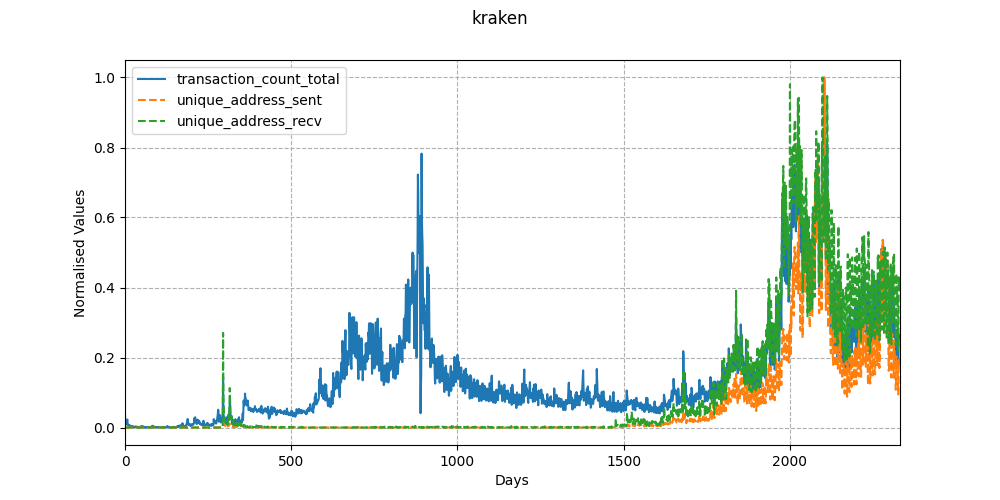 kraken
transaction_count_total
unique_address_sent
unique_address_recv
Normalised Values
1.0
0.8
0.6
0.4
0.2
0.0
0
500
1000
1500
2000
Days